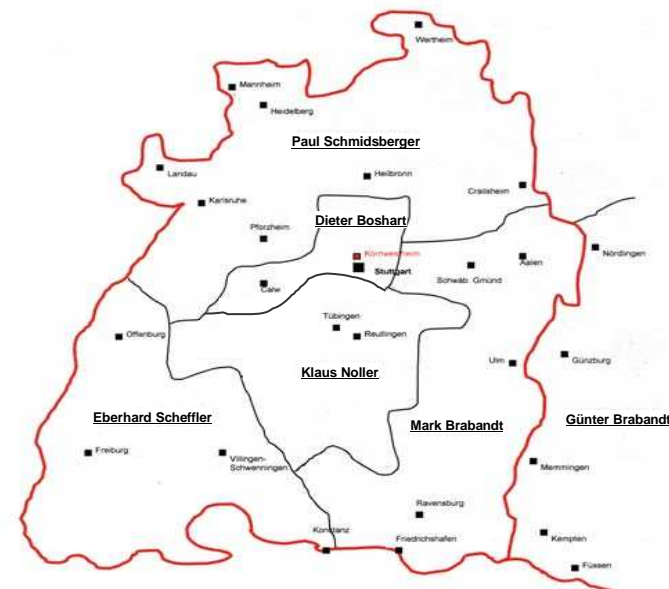 Wertheim
Mannheim
Heidelberg
Paul Schmidsberger
Landau
Heilbronn
Crailsheim
Karlsruhe
Dieter Boshart
Pforzheim
Kornwestheim
Stuttgart
Nördlingen
Aalen
Schwäb. Gmünd
Calw
Tübingen
Reutlingen
Offenburg
Günzburg
Ulm
Klaus Noller
Eberhard Scheffler
Mark Brabandt
Günter Brabandt
Freiburg
Villingen-
Schwenningen
Memmingen
Ravensburg
Konstanz
Friedrichshafen
Kempten
Füssen